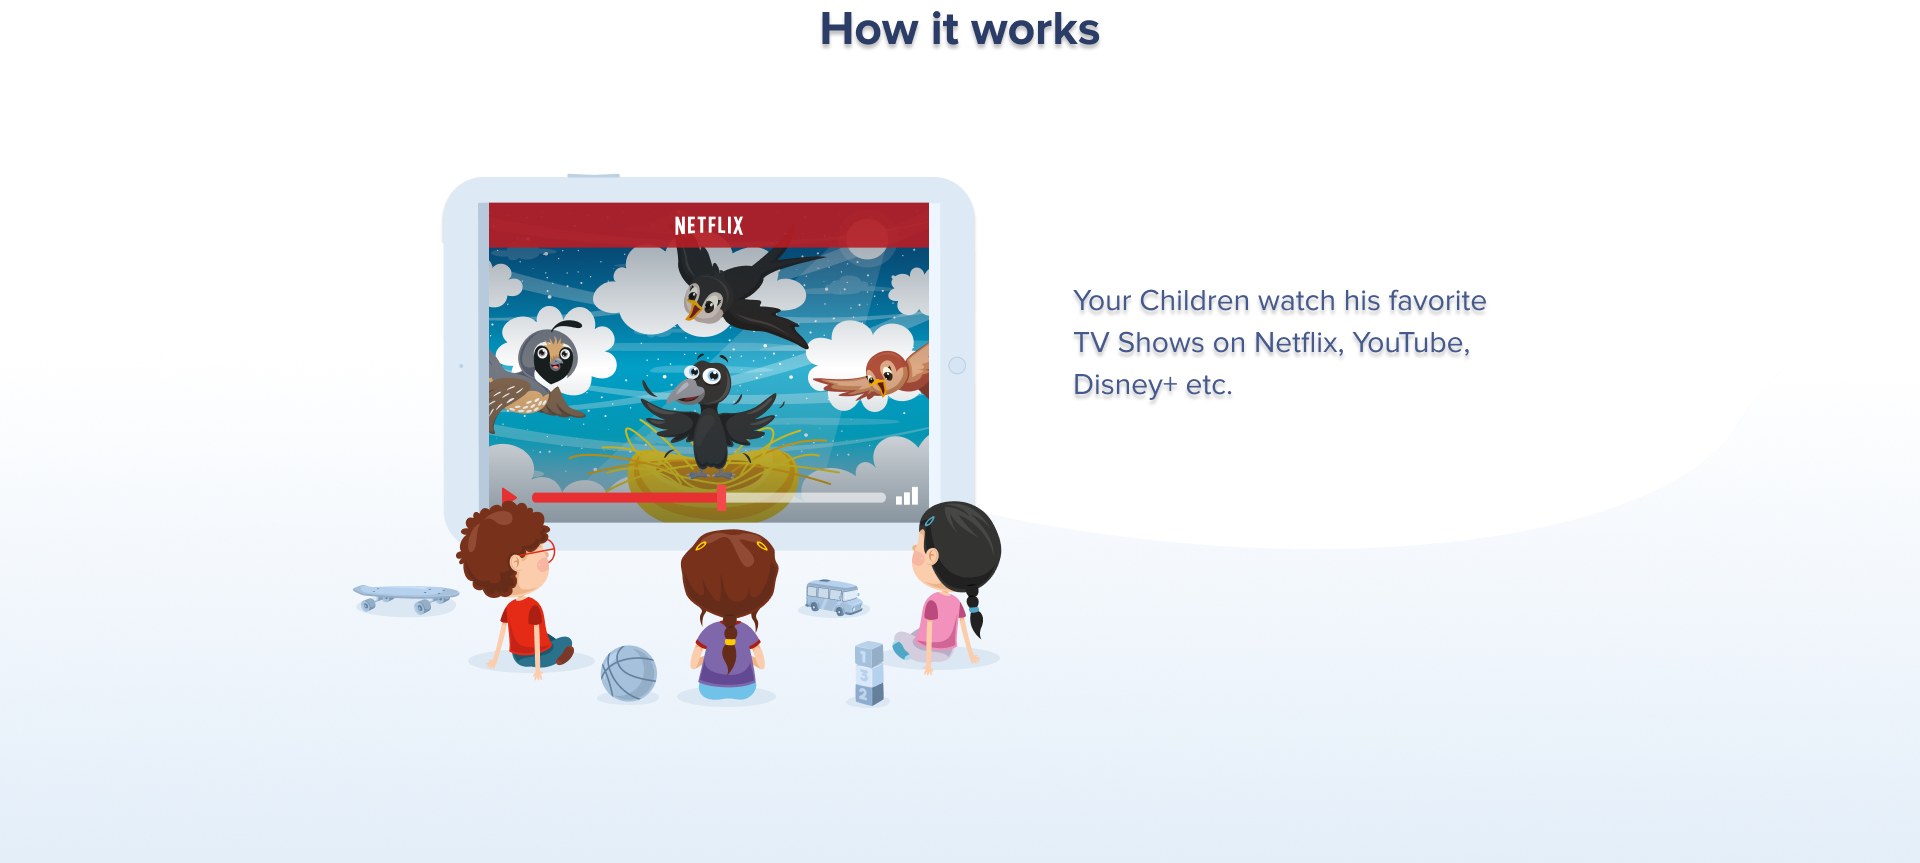 How it works
NETFLIX
Your Children watch his favorite
TV Shows on Netflix, YouTube,
Disney+ etc.
1
3
2